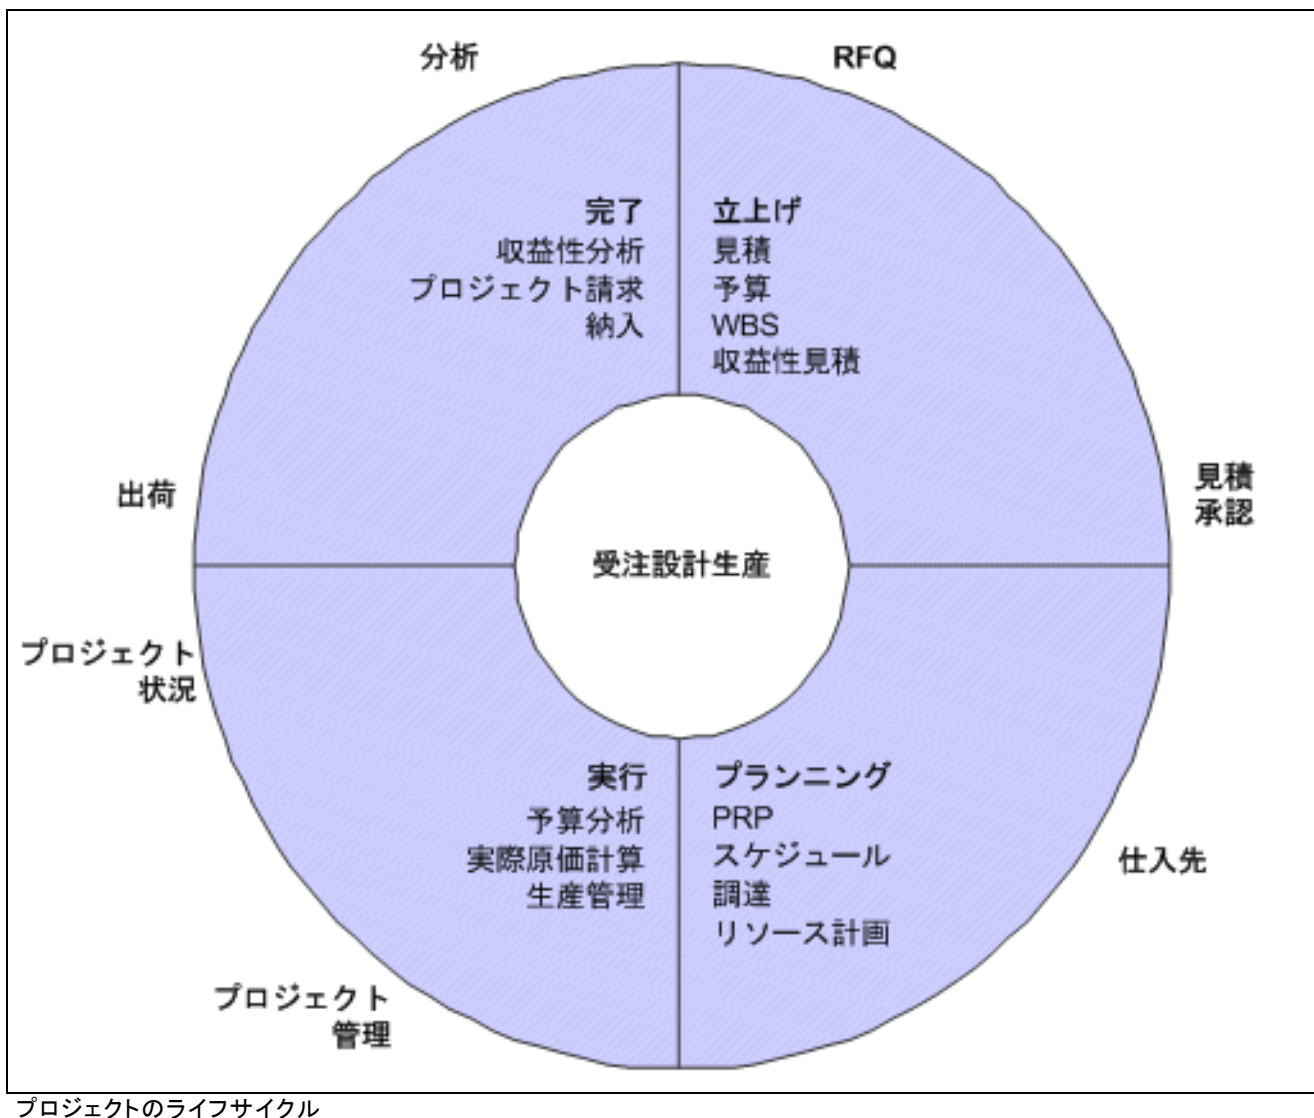 分析
RFQ
完了
収益性分析
プロジェクト請求
納入
立上げ
見積
予算
WBS
収益性見積
出荷
見積
承認
受注設計生産
プロジェクト
状況
実行
予算分析
実際原価計算
生産管理
プランニング
PRP
スケジュール
調達
リソース計画
仕入先
プロジェクト
管理
プロジェクトのライフサイクル